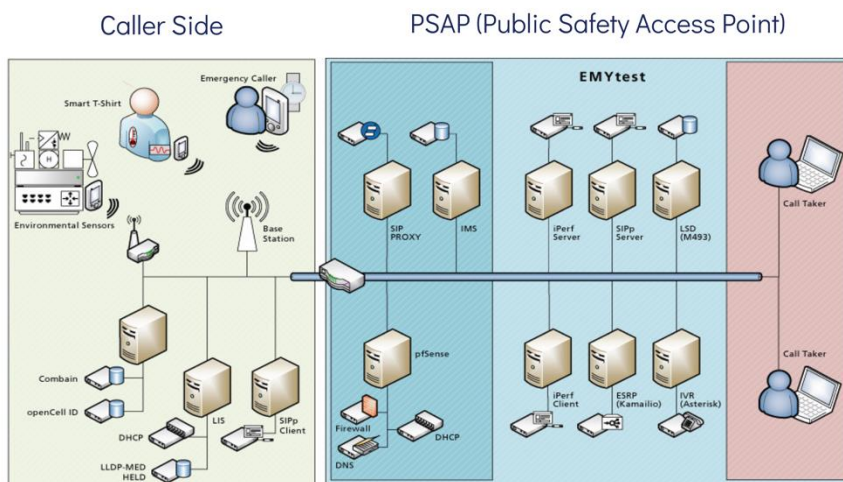 Caller Side
PSAP (Public Safety Access Point)
Emergency Caller
Smart T-Shirt
Environmental Sensors
Base
Station
EMYtest
SIP
PROXY
IMS
iPerf
Server
SIPp
Server
LSD
(M493)
Call Taker
Combain
openCell ID
LIS
DHCP
LLDP-MED
HELD
SIPp
Client
pfSense
Firewall
DNS
DHCP
iPerf
Client
ESRP
(Kamailio)
IVR
(Asterisk)
Call Taker
H